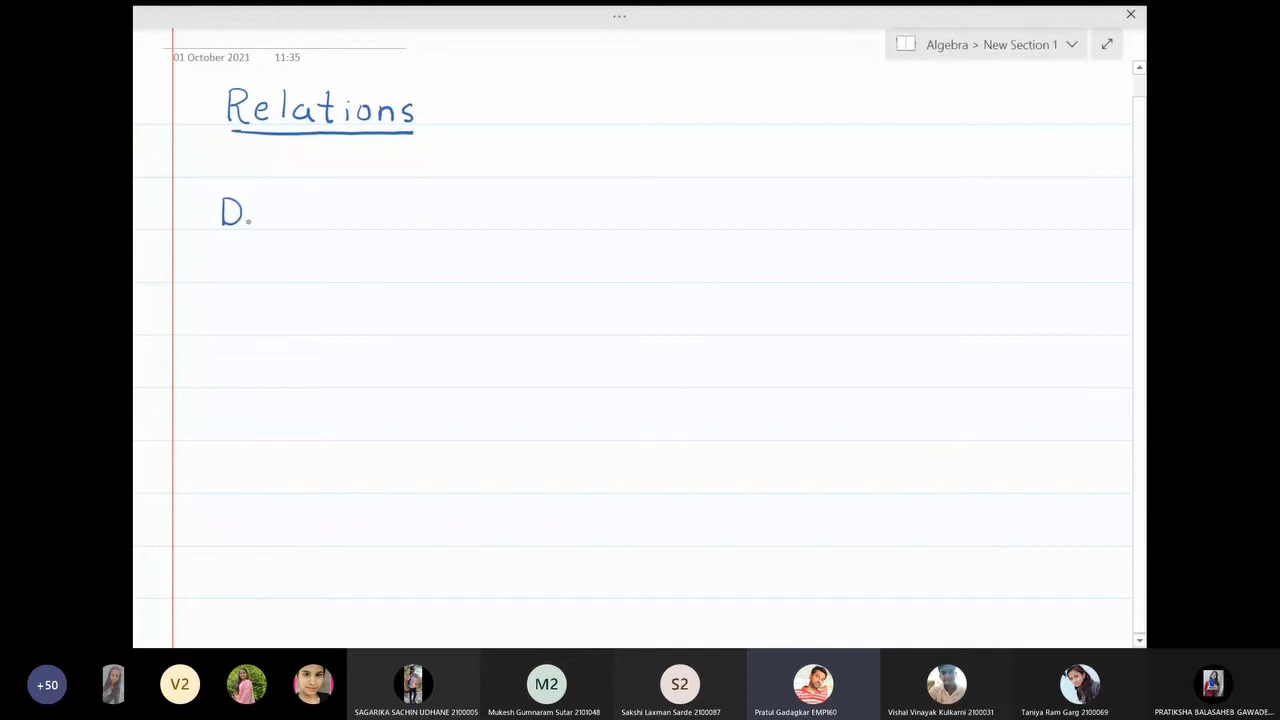 Algebra > New Section 1
01 October 2021 11:35
Relations
D.
+50
V2
M2
S2
SAGARIKA SACHIN UDHANE 2100005
Mukesh Gumnaram Sutar 2101048
Sakshi Laxman Sarde 2100087
Pratul Gadagkar EMP160
Vishal Vinayak Kulkarni 2100031
Taniya Ram Garg 2100069
PRATIKSHA BALASAHEB GAWADE...